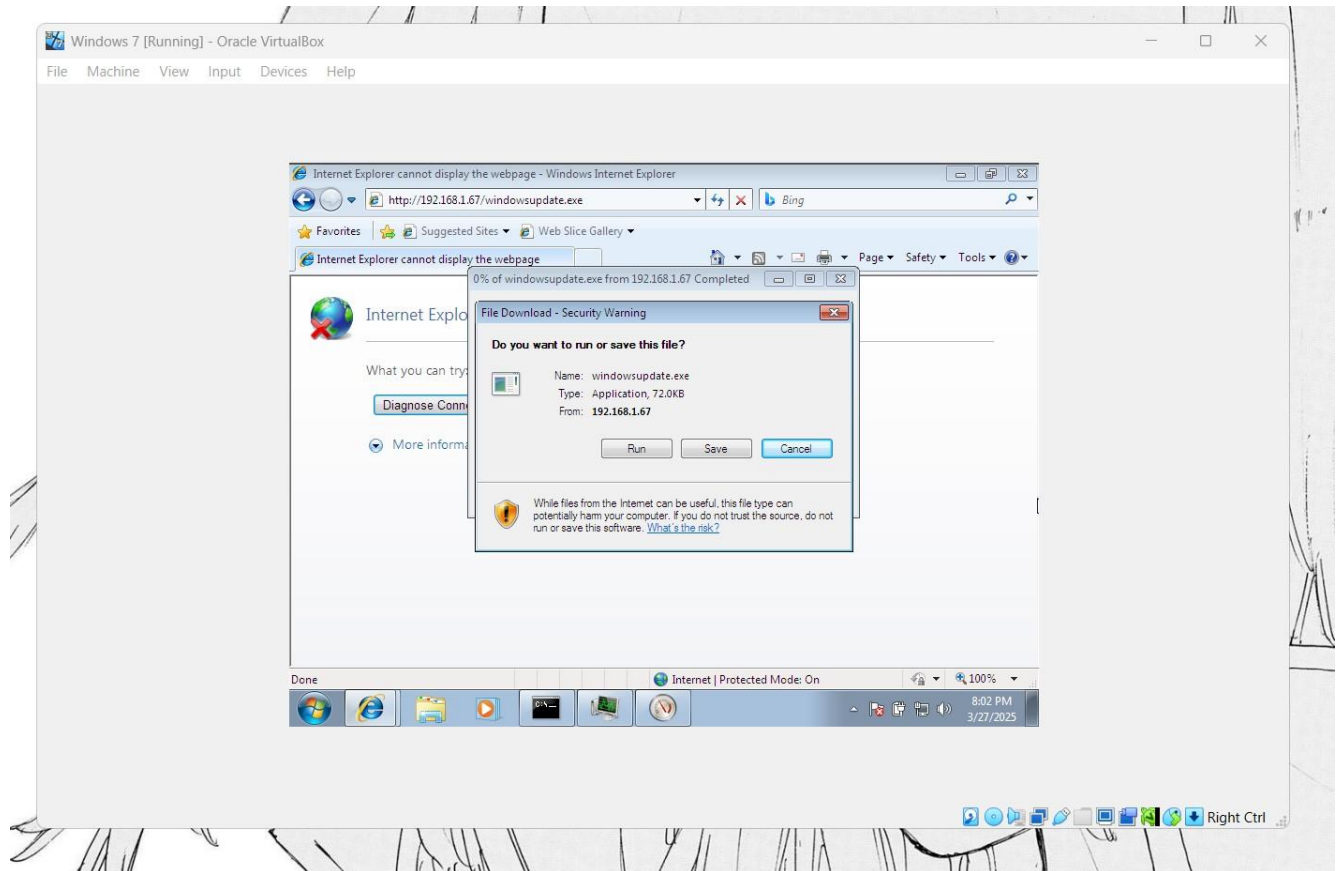 Windows 7 [Running] - Oracle VirtualBox
File Machine View Input Devices Help
Internet Explorer cannot display the webpage - Windows Internet Explorer
http://192.168.1.67/windowsupdate.exe
Bing
Favorites Suggested Sites Web Slice Gallery
Internet Explorer cannot display the webpage
Page Safety Tools
0% of windowsupdate.exe from 192.168.1.67 Completed
Internet Explo
File Download - Security Warning
Do you want to run or save this file?
What you can try:
Name: windowsupdate.exe
Type: Application, 72.0KB
From: 192.168.1.67
Diagnose Conn
More informa
Run Save Cancel
While files from the Internet can be useful, this file type can
potentially harm your computer. If you do not trust the source, do not
run or save this software. What's the risk?
Done
Internet | Protected Mode: On
100%
8:02 PM
3/27/2025
Right Ctrl